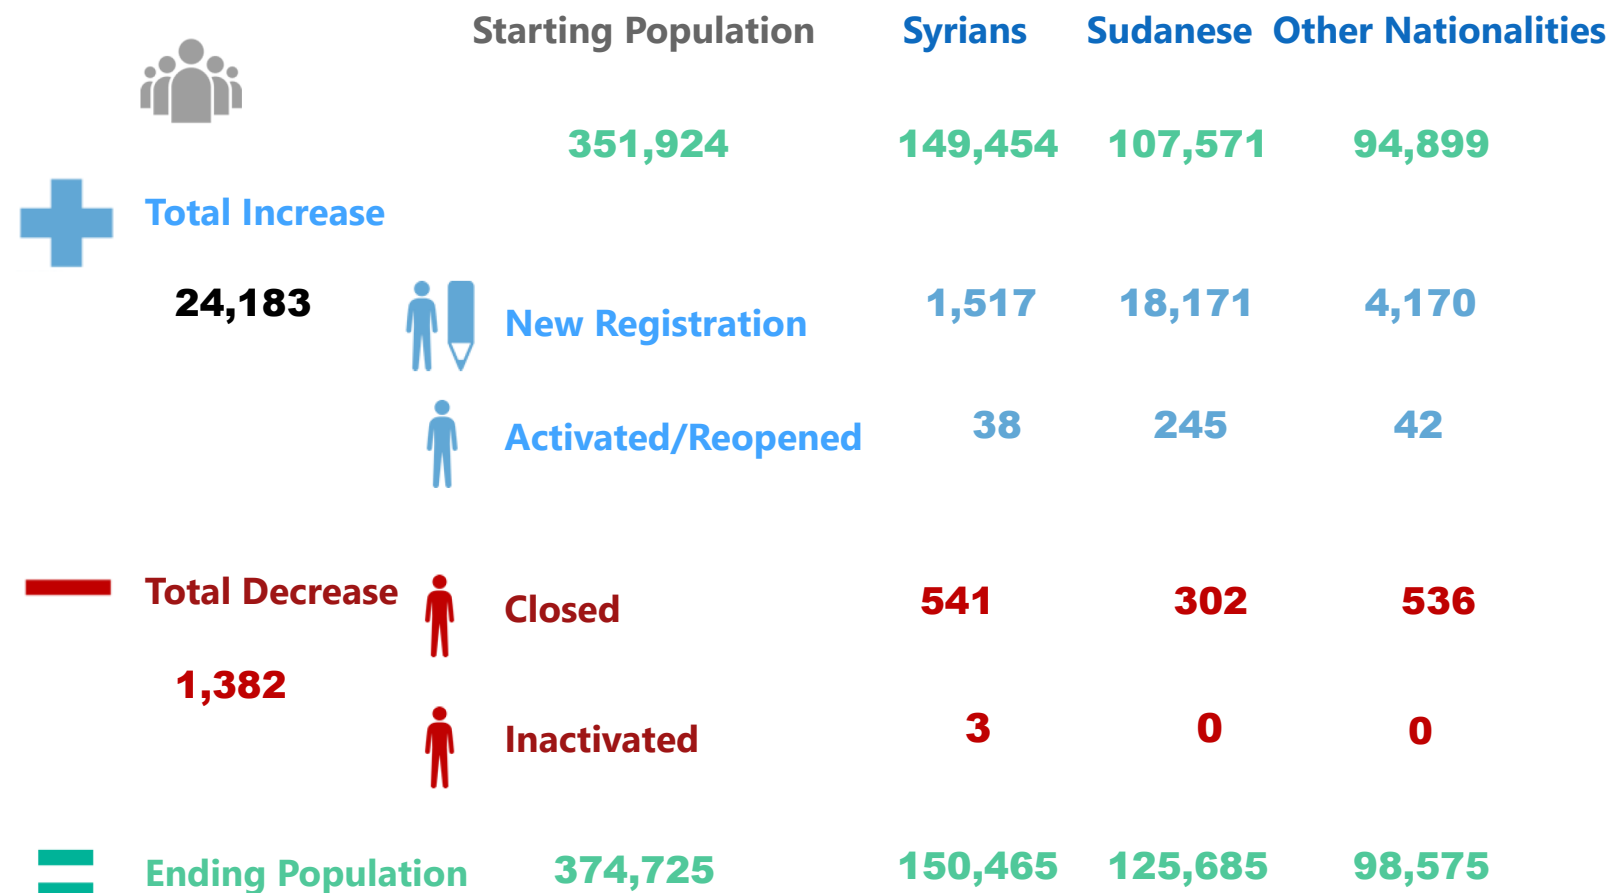 Starting Population Syrians Sudanese Other Nationalities
351,924 149,454 107,571 94,899
Total Increase
24,183 New Registration 1,517 18,171 4,170
Activated/Reopened 38 245 42
Total Decrease Closed 541 302 536
1,382
Inactivated 3 0 0
Ending Population 374,725 150,465 125,685 98,575